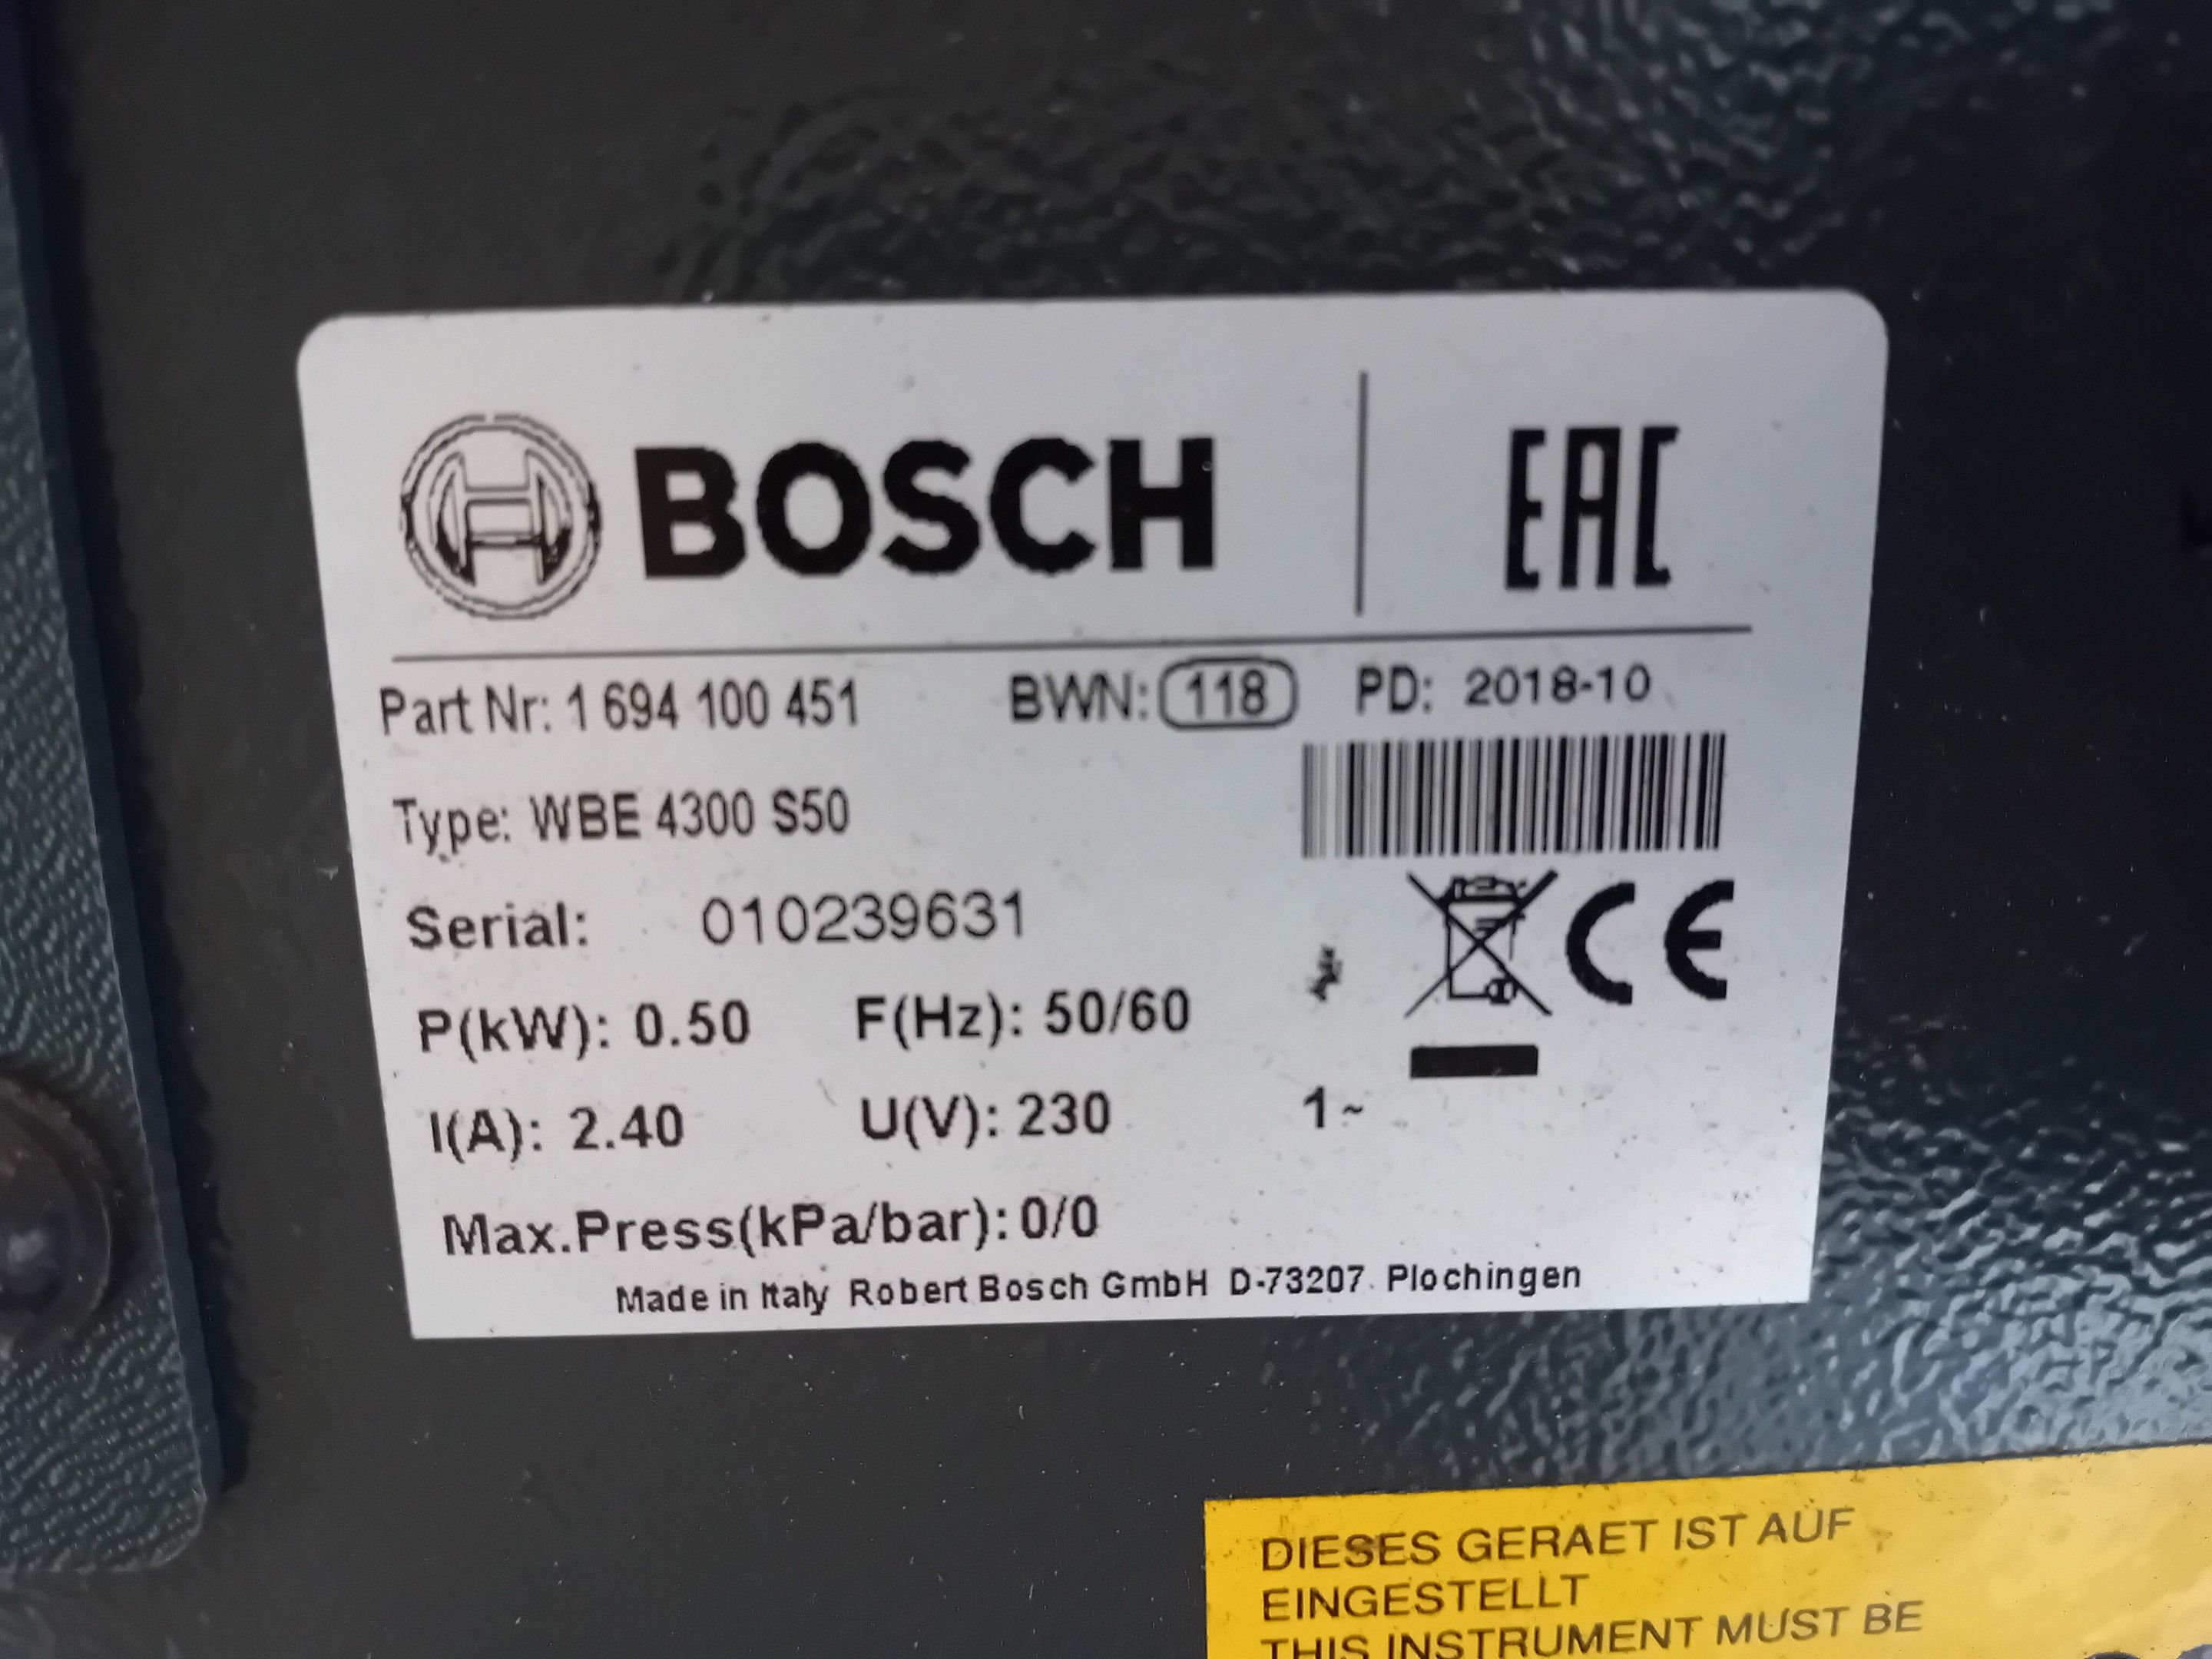 BOSCH EAC
Part Nr: 1 694 100 451 BWN: 118 PD: 2018-10
Type: WBE 4300 S50
Serial: 010239631
CE
P(kW): 0.50 F(Hz): 50/60
I(A): 2.40 U(V): 230 1~
Max.Press(kPa/bar): 0/0
Made in Italy Robert Bosch GmbH D-73207 Plochingen
DIESES GERAET IST AUF
EINGESTELLT
THIS INSTRUMENT MUST BE